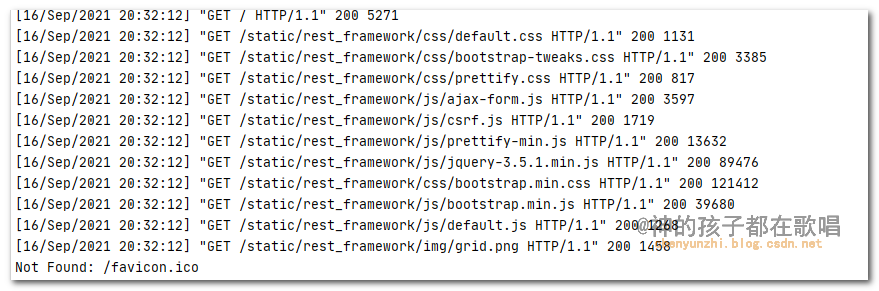 [16/Sep/2021 20:32:12] "GET / HTTP/1.1" 200 5271
[16/Sep/2021 20:32:12] "GET /static/rest_framework/css/default.css HTTP/1.1" 200 1131
[16/Sep/2021 20:32:12] "GET /static/rest_framework/css/bootstrap-tweaks.css HTTP/1.1" 200 3385
[16/Sep/2021 20:32:12] "GET /static/rest_framework/css/prettify.css HTTP/1.1" 200 817
[16/Sep/2021 20:32:12] "GET /static/rest_framework/js/ajax-form.js HTTP/1.1" 200 3597
[16/Sep/2021 20:32:12] "GET /static/rest_framework/js/csrf.js HTTP/1.1" 200 1719
[16/Sep/2021 20:32:12] "GET /static/rest_framework/js/prettify-min.js HTTP/1.1" 200 13632
[16/Sep/2021 20:32:12] "GET /static/rest_framework/js/jquery-3.5.1.min.js HTTP/1.1" 200 89476
[16/Sep/2021 20:32:12] "GET /static/rest_framework/css/bootstrap.min.css HTTP/1.1" 200 121412
[16/Sep/2021 20:32:12] "GET /static/rest_framework/js/bootstrap.min.js HTTP/1.1" 200 39680
[16/Sep/2021 20:32:12] "GET /static/rest_framework/js/default.js HTTP/1.1" 200 1268
@神的孩子都在歌唱
[16/Sep/2021 20:32:12] "GET /static/rest_framework/img/grid.png HTTP/1.1" 200 1458
shenyunzhi.blog.csdn.net
Not Found: /favicon.ico